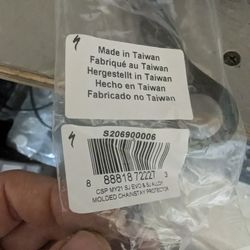 Made in Taiwan
Fabriqué au Taiwan
Hergestellt in Taiwan
Hecho en Taiwan
Fabricado no Taiwan
S206900006
8 88818 72227 3
CSP MY21 SJ EVO & SJ ALLOY
MOLDED CHAINSTAY PROTECTOR